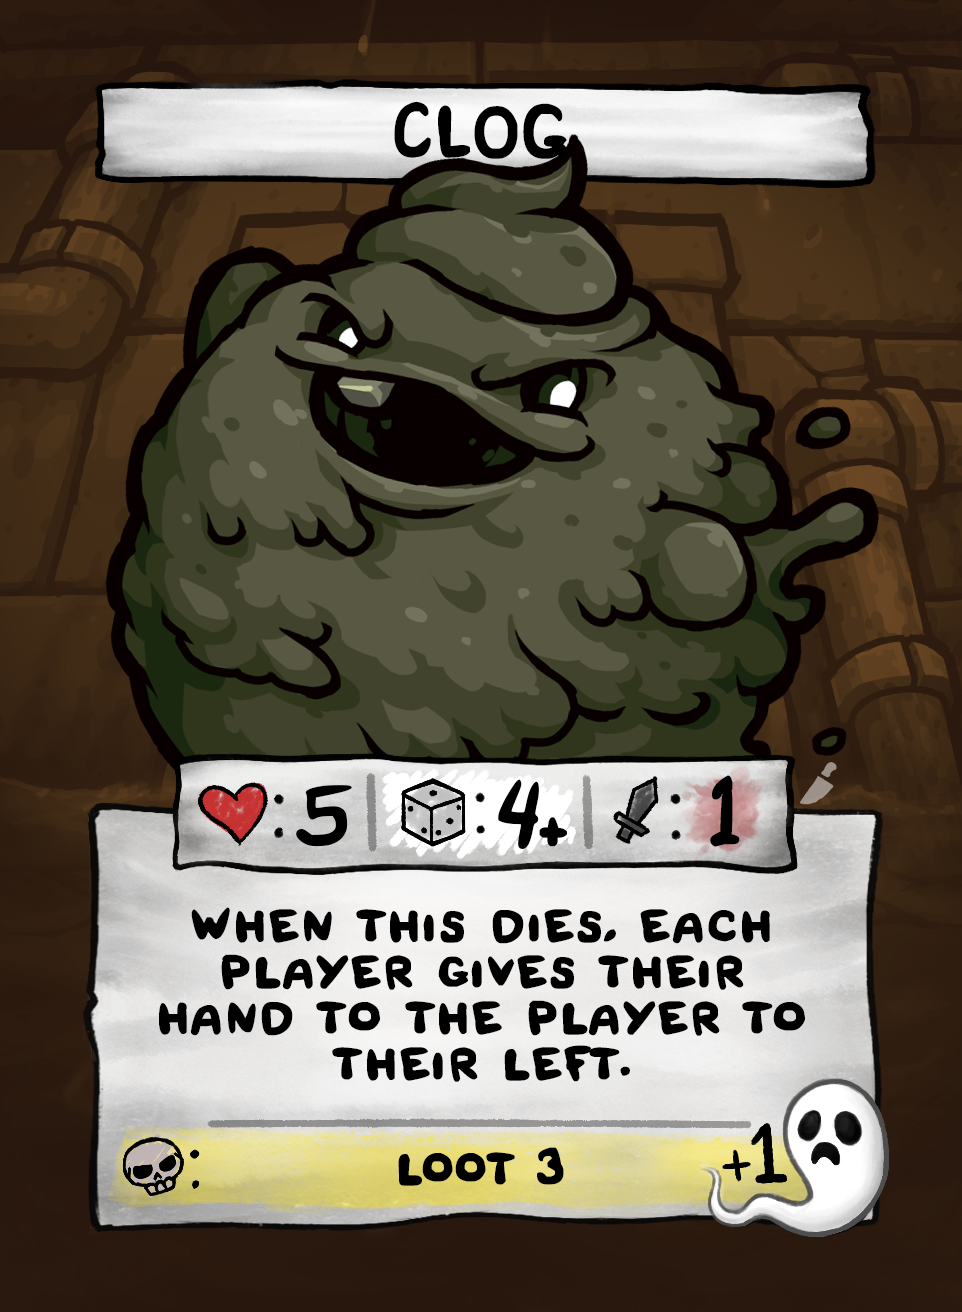 CLOG
: 5 : 4+ : 1
WHEN THIS DIES, EACH
PLAYER GIVES THEIR
HAND TO THE PLAYER TO
THEIR LEFT.
: LOOT 3 +1